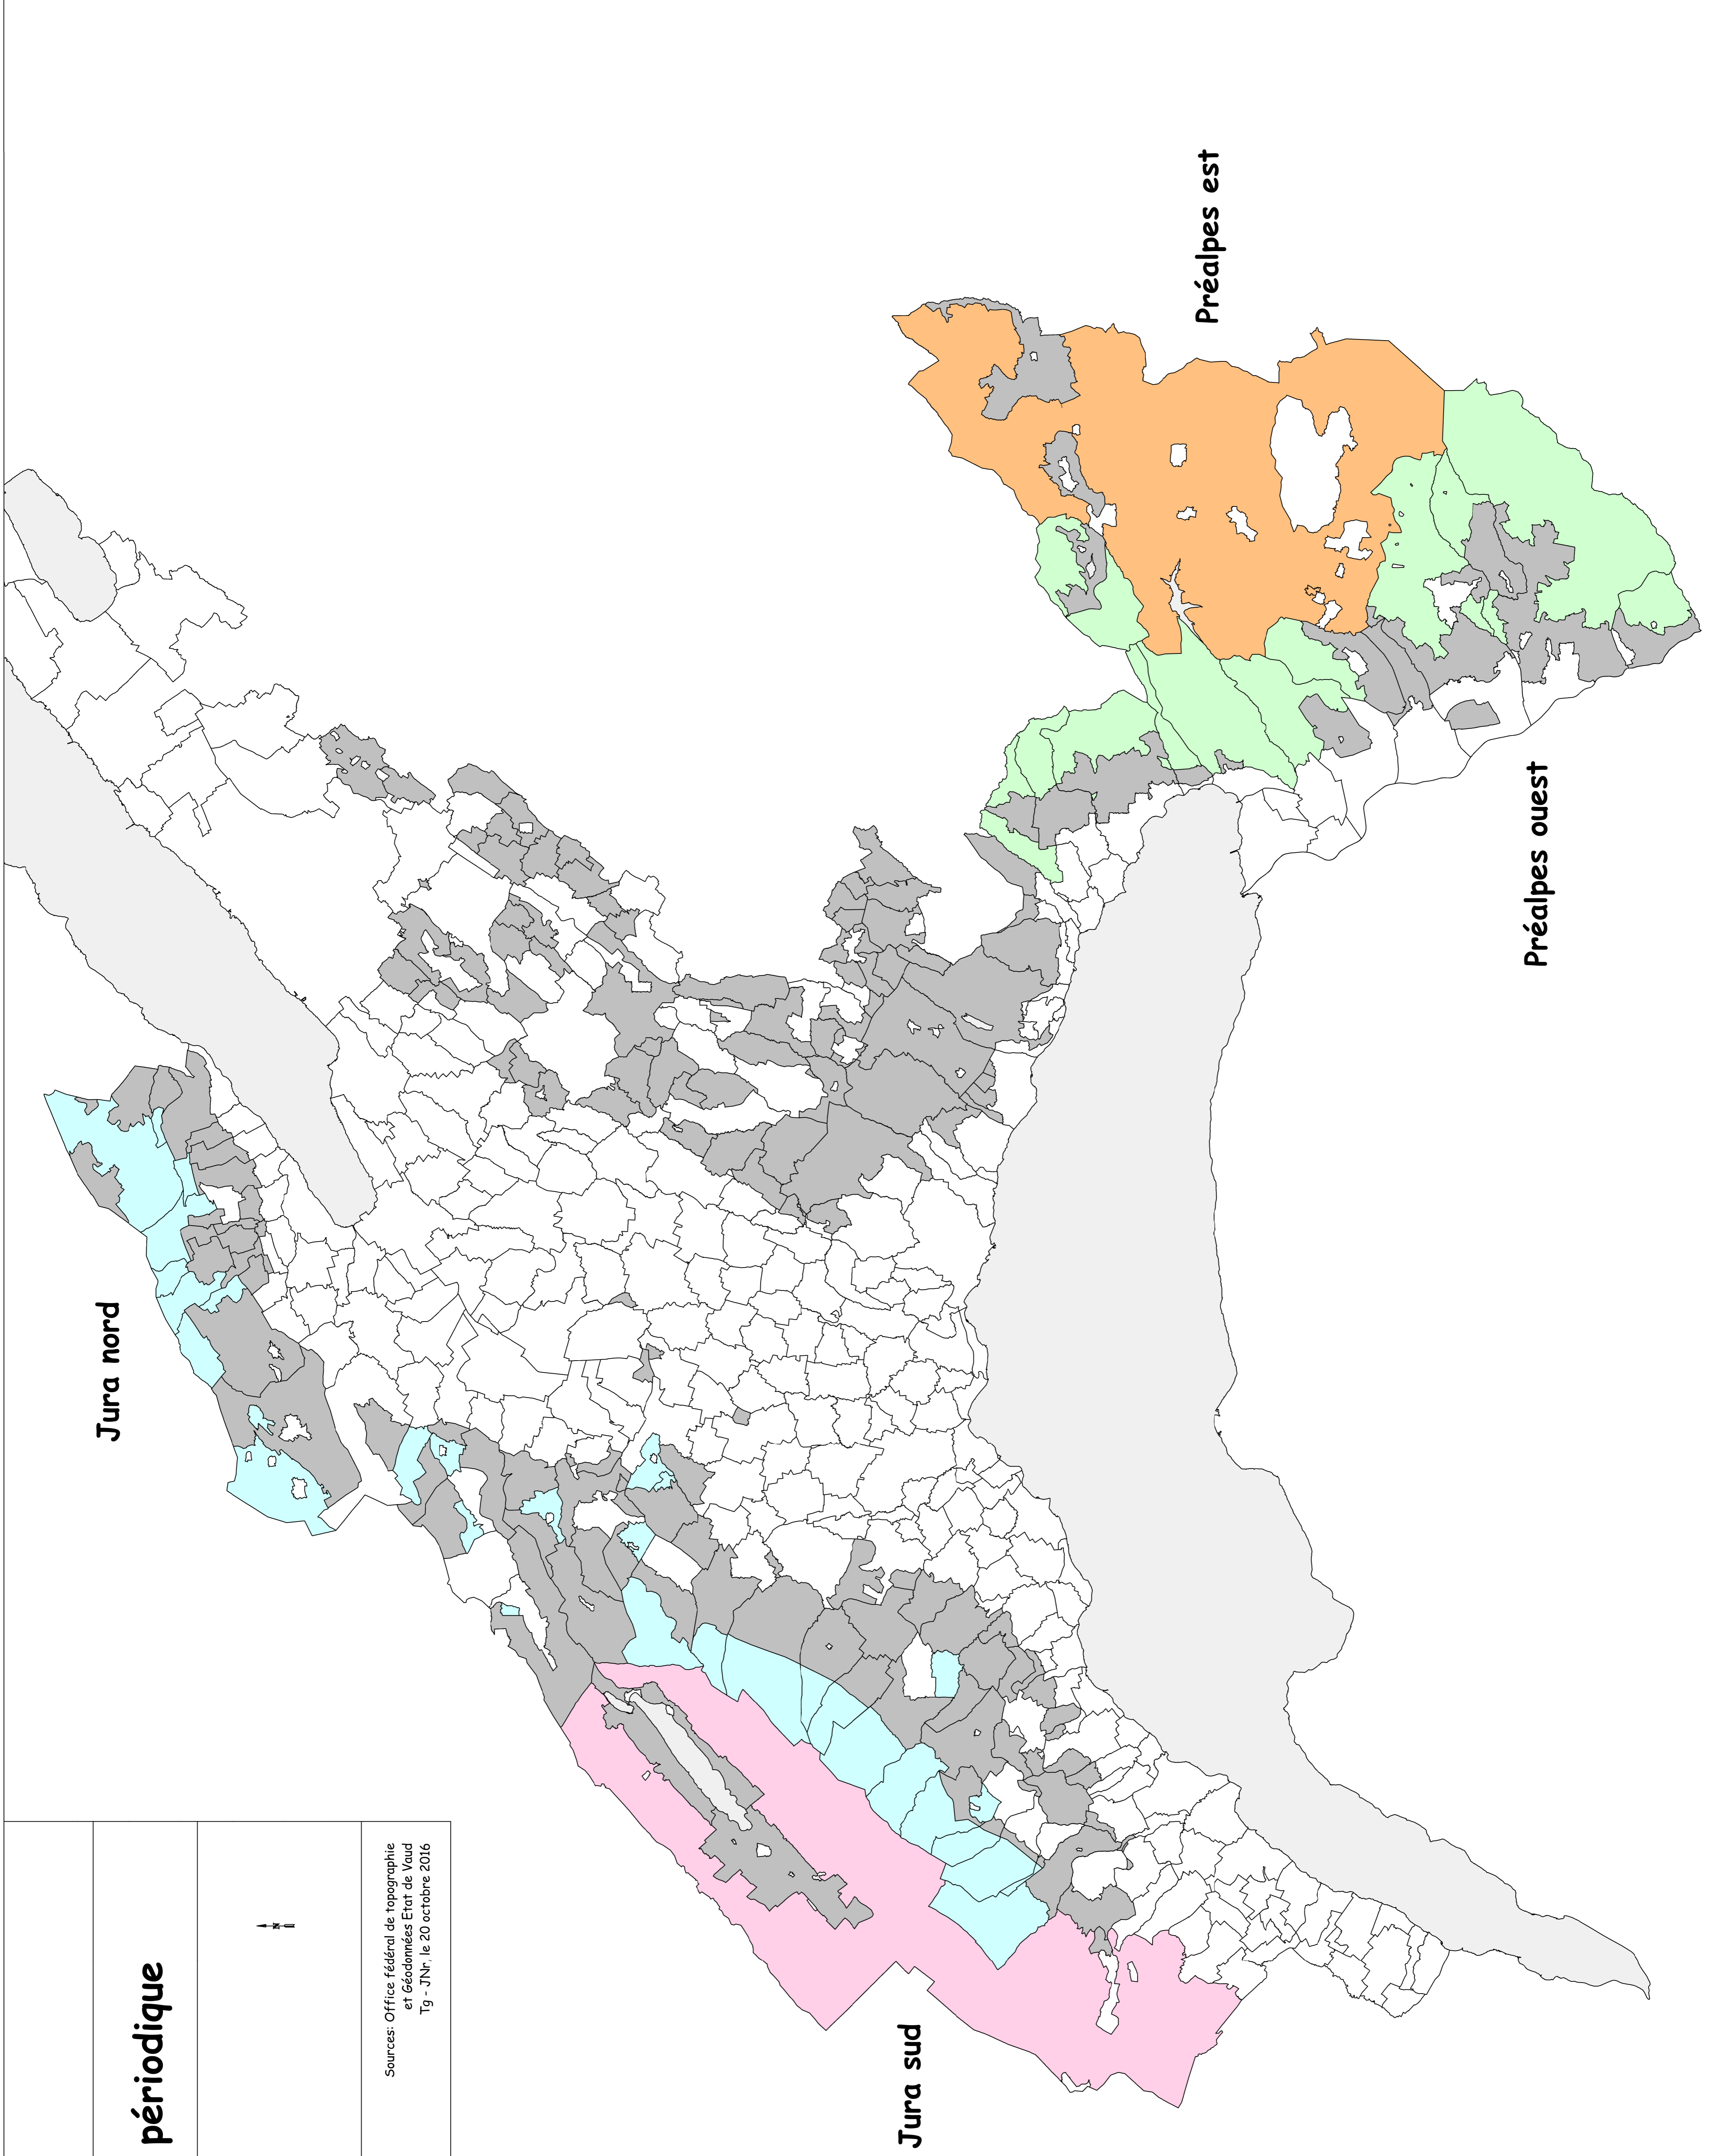 périodique
N
Sources: Office fédéral de topographie
et Géodonnées Etat de Vaud
Tg - JNr, le 20 octobre 2016
Jura nord
Jura sud
Préalpes est
Préalpes ouest